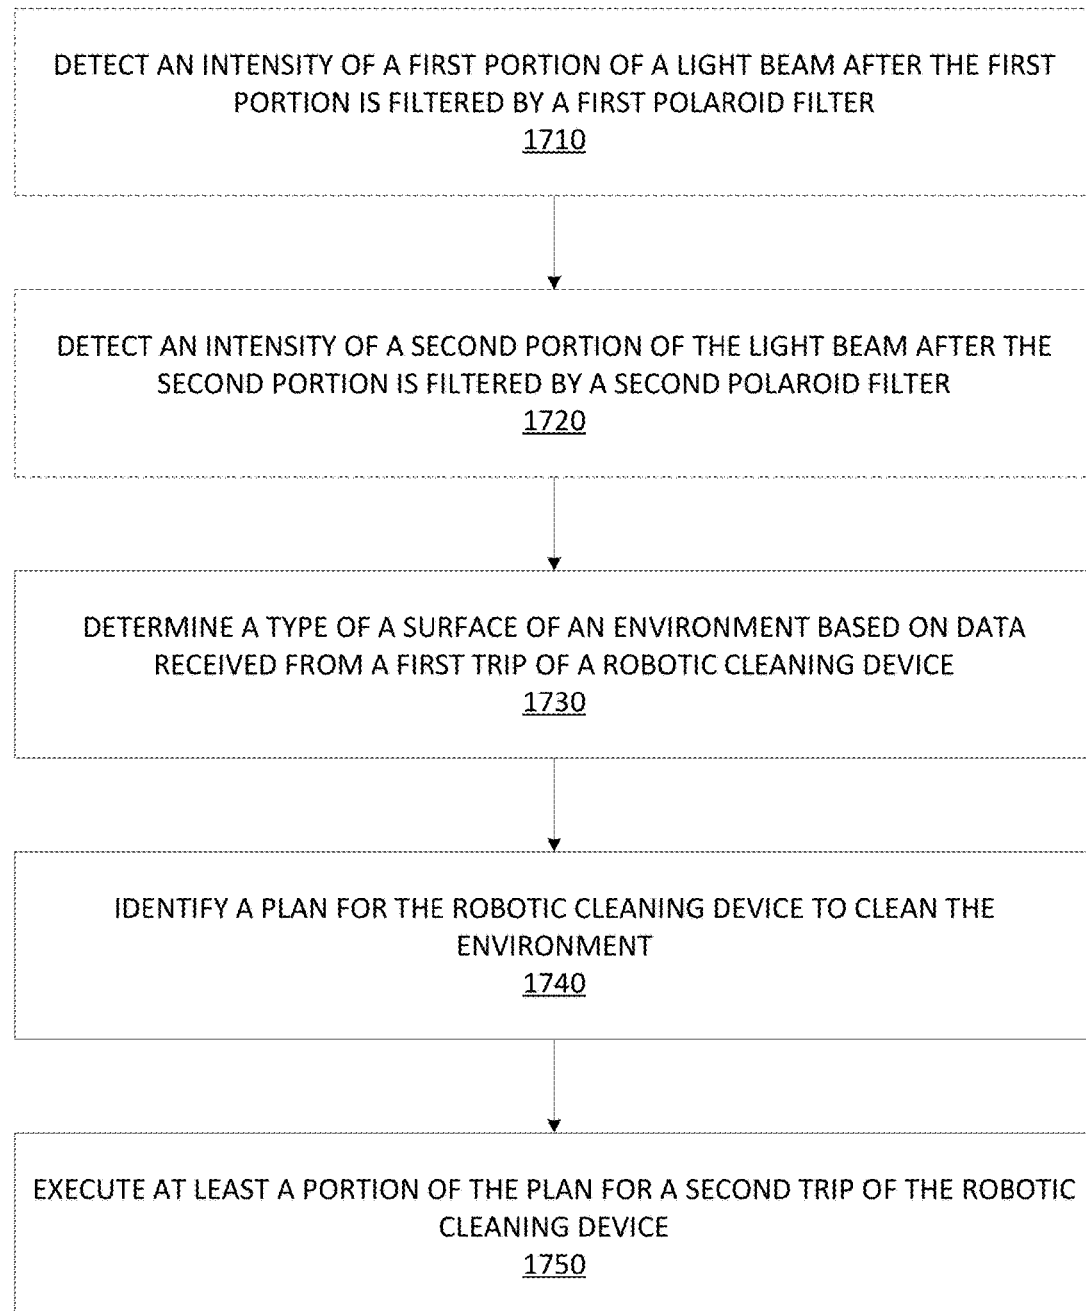 DETECT AN INTENSITY OF A FIRST PORTION OF A LIGHT BEAM AFTER THE FIRST
PORTION IS FILTERED BY A FIRST POLAROID FILTER
1710
DETECT AN INTENSITY OF A SECOND PORTION OF THE LIGHT BEAM AFTER THE
SECOND PORTION IS FILTERED BY A SECOND POLAROID FILTER
1720
DETERMINE A TYPE OF A SURFACE OF AN ENVIRONMENT BASED ON DATA
RECEIVED FROM A FIRST TRIP OF A ROBOTIC CLEANING DEVICE
1730
IDENTIFY A PLAN FOR THE ROBOTIC CLEANING DEVICE TO CLEAN THE
ENVIRONMENT
1740
EXECUTE AT LEAST A PORTION OF THE PLAN FOR A SECOND TRIP OF THE ROBOTIC
CLEANING DEVICE
1750